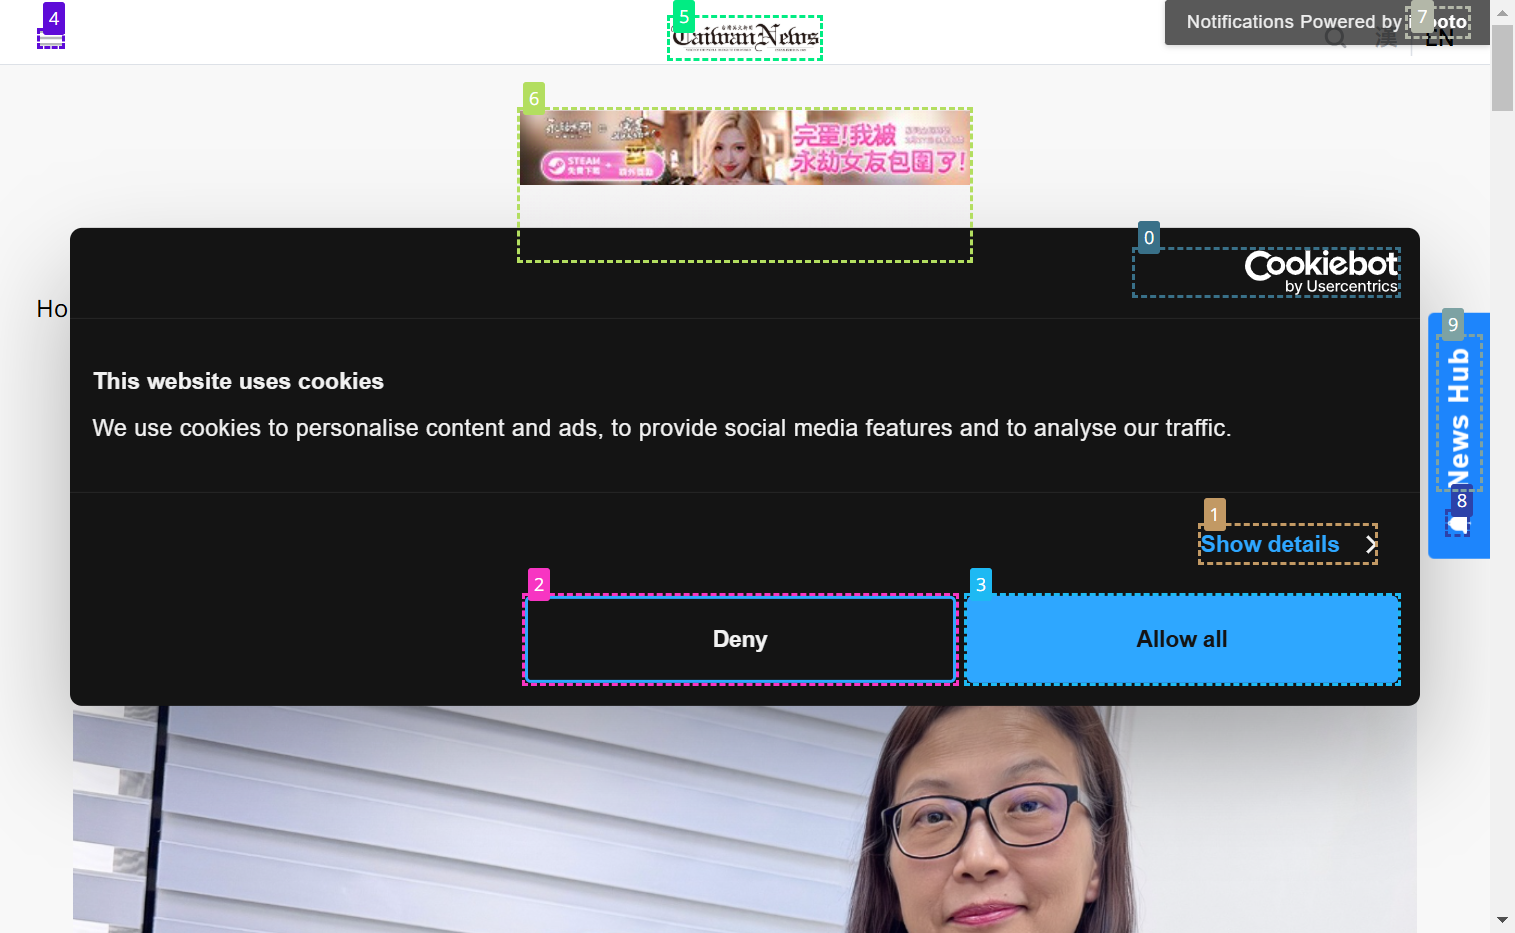 4
5
Taiwan News
Notifications Powered by
7
漢
EN
6
STEAM
完蛋!我被
永劫女友包圍了!
0
Cookiebot
by Usercentrics
Ho
This website uses cookies
We use cookies to personalise content and ads, to provide social media features and to analyse our traffic.
9
News Hub
8
1
Show details
2
Deny
3
Allow all